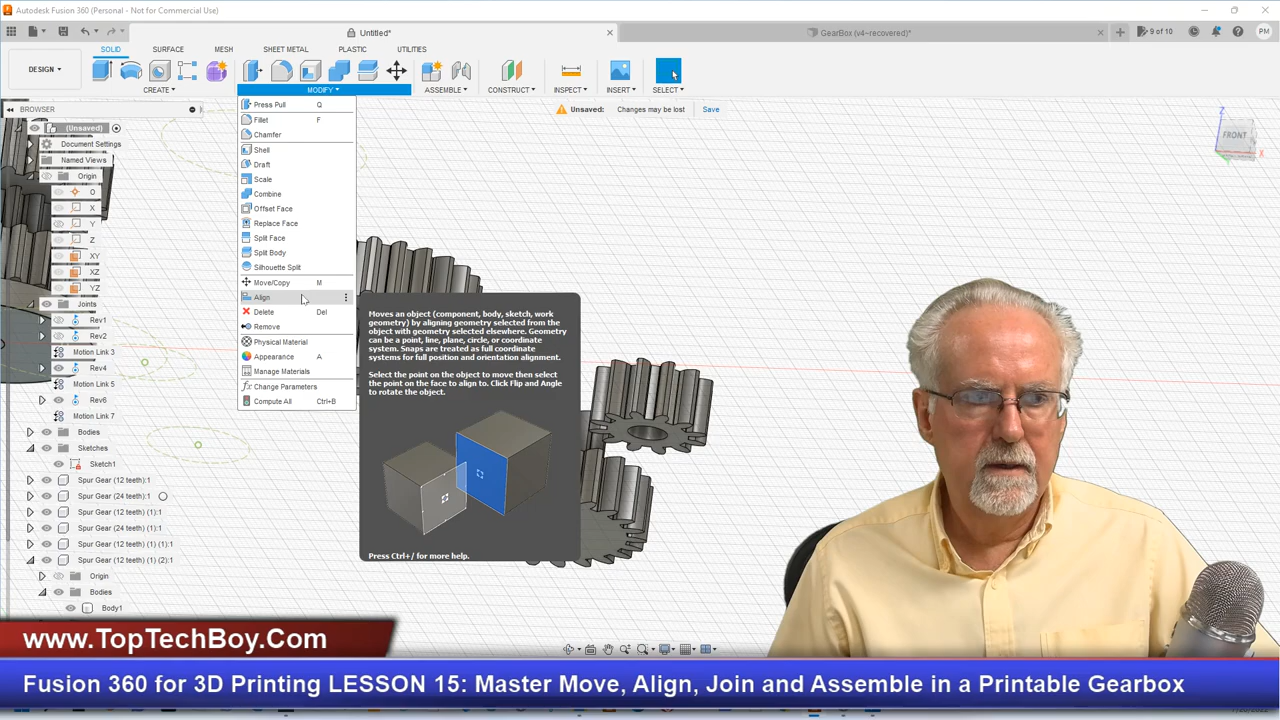 Autodesk Fusion 360 (Personal - Not for Commercial Use)
Untitled*
GearBox (v4~recovered)*
9 of 10
PM
DESIGN
SOLID
SURFACE
MESH
SHEET METAL
PLASTIC
UTILITIES
CREATE
MODIFY
ASSEMBLE
CONSTRUCT
INSPECT
INSERT
SELECT
BROWSER
Unsaved: Changes may be lost Save
(Unsaved)
Document Settings
Named Views
Origin
O
X
Y
Z
XY
XZ
YZ
Joints
Rev1
Rev2
Motion Link 3
Rev4
Motion Link 5
Rev6
Motion Link 7
Bodies
Sketches
Sketch1
Spur Gear (12 teeth):1
Spur Gear (24 teeth):1
Spur Gear (12 teeth) (1):1
Spur Gear (24 teeth) (1):1
Spur Gear (12 teeth) (1) (1):1
Spur Gear (12 teeth) (1) (2):1
Origin
Bodies
Body1
Press Pull Q
Fillet F
Chamfer
Shell
Draft
Scale
Combine
Offset Face
Replace Face
Split Face
Split Body
Silhouette Split
Move/Copy M
Align
Delete Del
Remove
Physical Material
Appearance A
Manage Materials
Change Parameters
Compute All Ctrl+B
Moves an object (component, body, sketch, work
geometry) by aligning geometry selected from the
object with geometry selected elsewhere. Geometry
can be a point, line, plane, circle, or coordinate
system. Snaps are treated as full coordinate
systems for full position and orientation alignment.
Select the point on the object to move then select
the point on the face to align to. Click Flip and Angle
to rotate the object.
Press Ctrl+/ for more help.
Z
FRONT
X
www.TopTechBoy.Com
Fusion 360 for 3D Printing LESSON 15: Master Move, Align, Join and Assemble in a Printable Gearbox